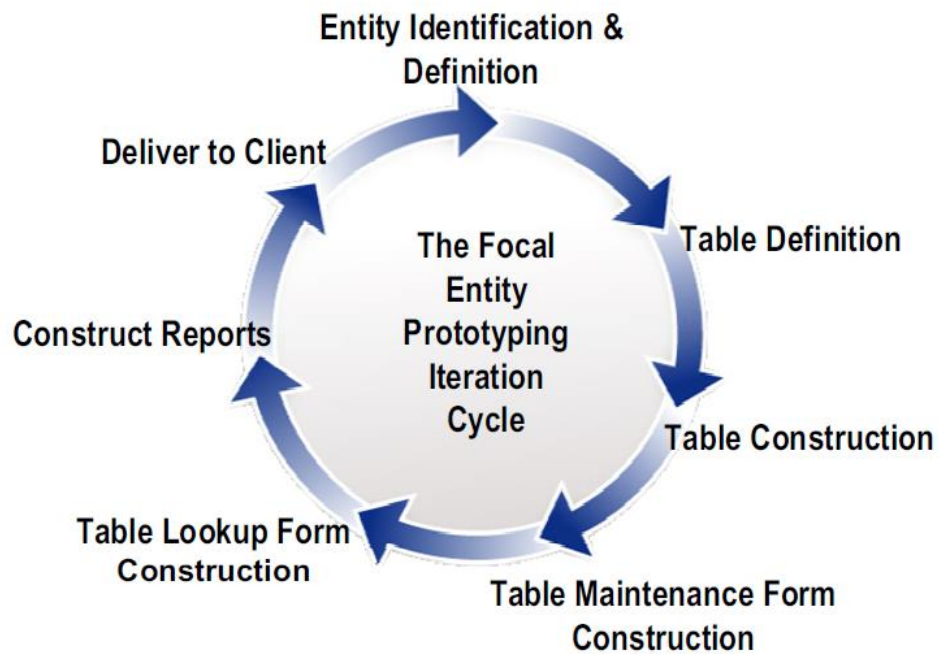 Entity Identification &
Definition
Deliver to Client
Table Definition
The Focal
Entity
Prototyping
Iteration
Cycle
Construct Reports
Table Construction
Table Lookup Form
Construction
Table Maintenance Form
Construction